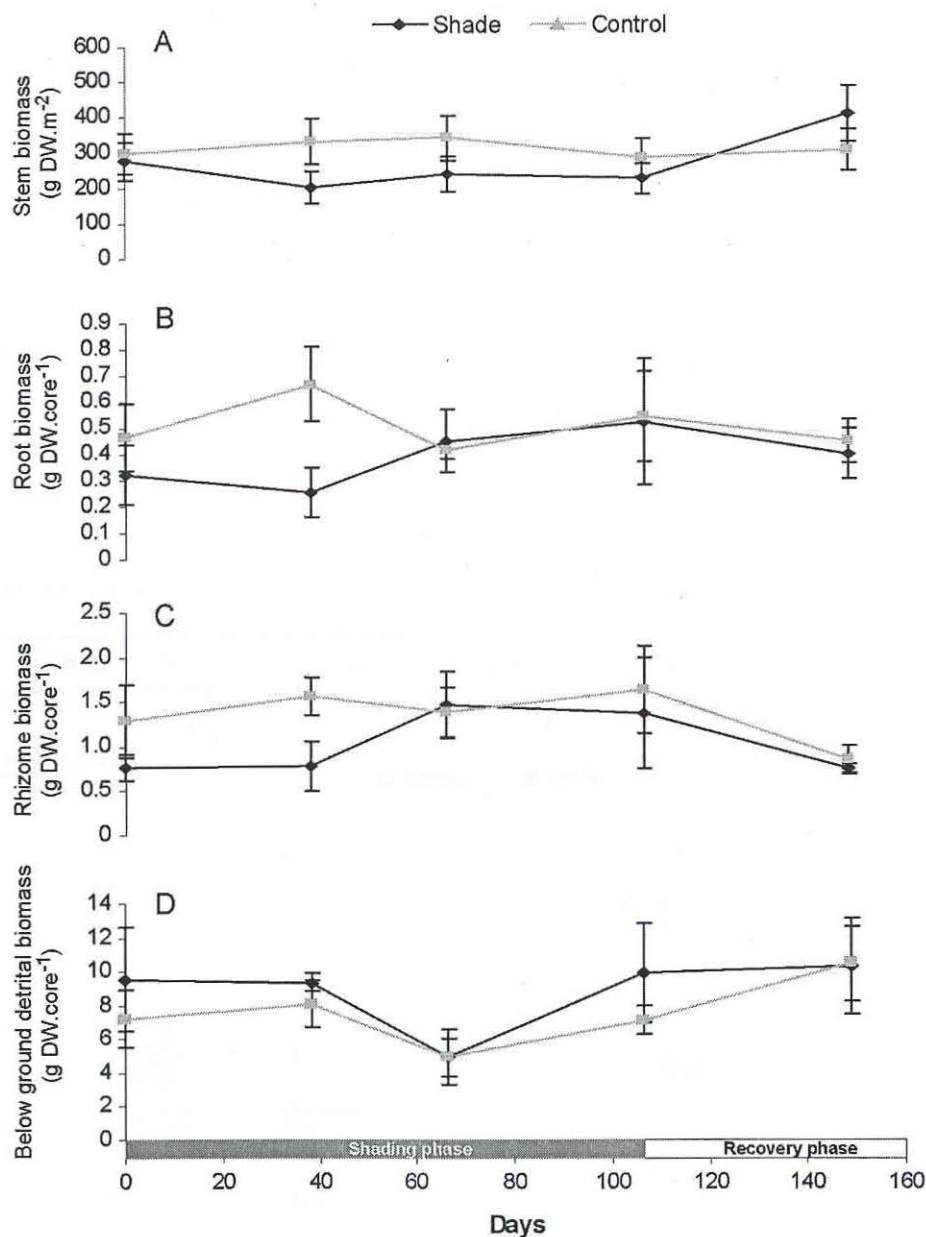 Shade Control
A
Stem biomass
(g DW.m⁻²)
600
500
400
300
200
100
0
B
Root biomass
(g DW.core⁻¹)
0.9
0.8
0.7
0.6
0.5
0.4
0.3
0.2
0.1
0
C
Rhizome biomass
(g DW.core⁻¹)
2.5
2.0
1.5
1.0
0.5
0
D
Below ground detrital biomass
(g DW.core⁻¹)
14
12
10
8
6
4
2
0
Shading phase Recovery phase
0 20 40 60 80 100 120 140 160
Days